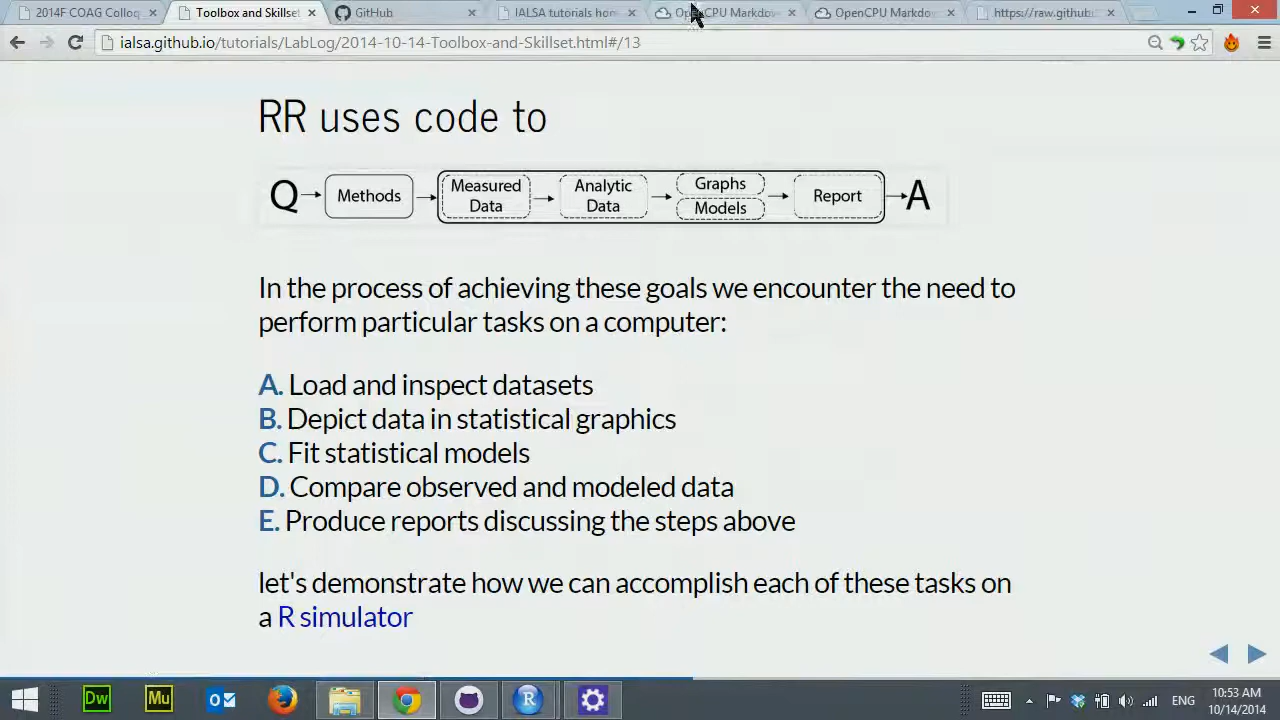 2014F COAG Colloq
Toolbox and Skillset
GitHub
IALSA tutorials hom
OpenCPU Markdo
OpenCPU Markdo
https://raw.githubu
ialsa.github.io/tutorials/LabLog/2014-10-14-Toolbox-and-Skillset.html#/13
RR uses code to
Q
Methods
Measured
Data
Analytic
Data
Graphs
Models
Report
A
In the process of achieving these goals we encounter the need to
perform particular tasks on a computer:
A. Load and inspect datasets
B. Depict data in statistical graphics
C. Fit statistical models
D. Compare observed and modeled data
E. Produce reports discussing the steps above
let's demonstrate how we can accomplish each of these tasks on
a R simulator
Dw
Mu
R
ENG
10:53 AM
10/14/2014